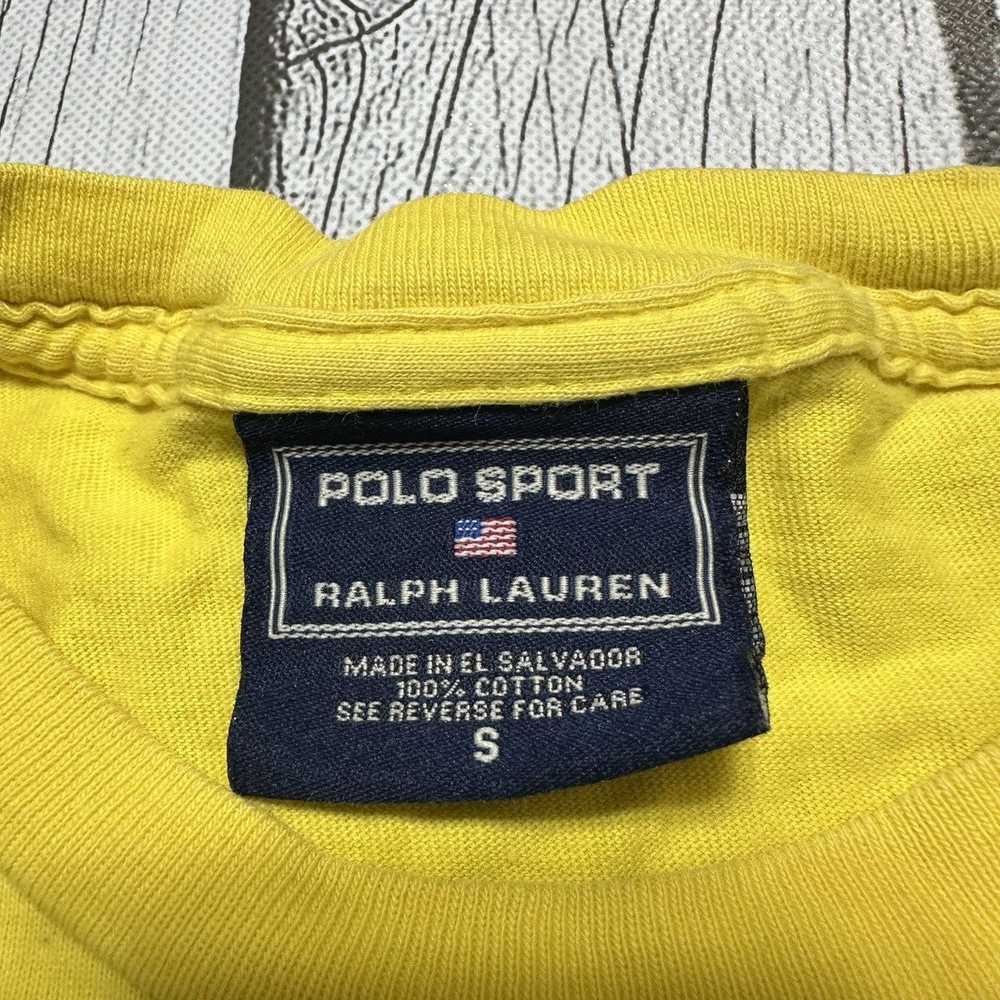 POLO SPORT
RALPH LAUREN
MADE IN EL SALVADOR
100% COTTON
SEE REVERSE FOR CARE
S